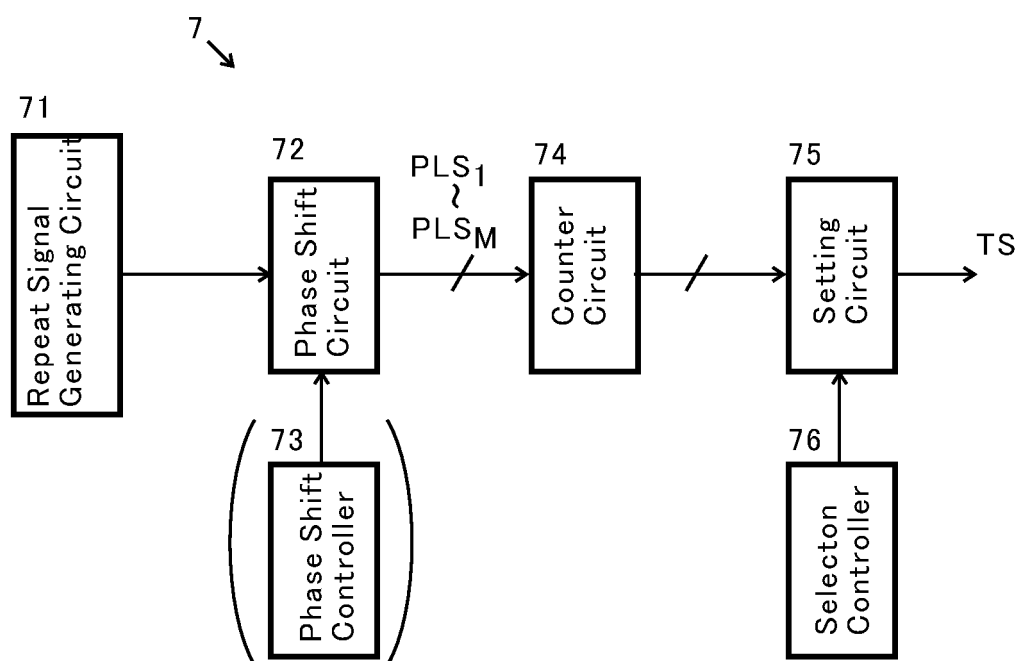 7
71
Repeat Signal
Generating Circuit
72
Phase Shift
Circuit
PLS1
~
PLSM
74
Counter
Circuit
75
Setting
Circuit
TS
73
Phase Shift
Controller
76
Selecton
Controller